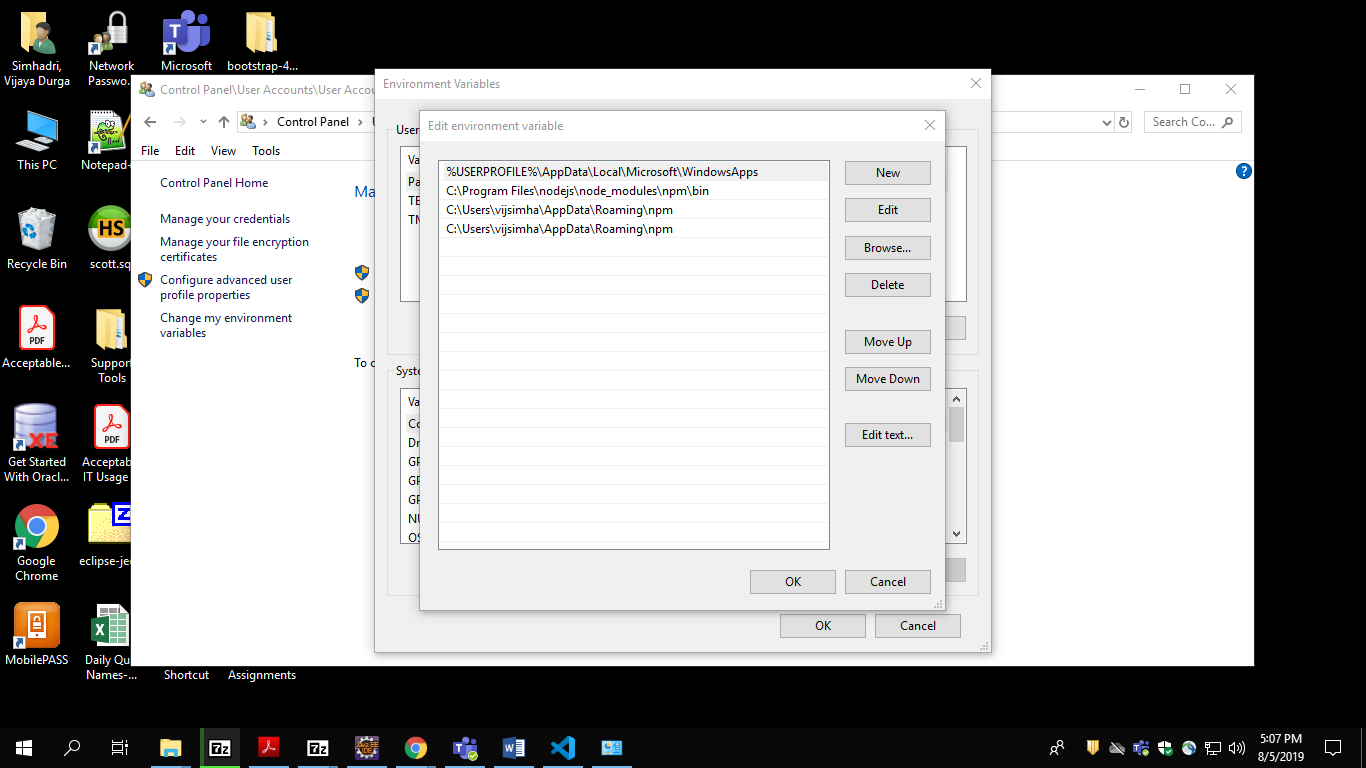 Simhadri,
Vijaya Durga
Network
Passwo...
Microsoft
bootstrap-4...
This PC
Notepad+
Recycle Bin
scott.sq
Acceptable...
Support
Tools
Get Started
With Oracl...
Acceptab
IT Usage
Google
Chrome
eclipse-jee
MobilePASS
Daily Qu
Names-...
Shortcut
Assignments
Control Panel\User Accounts\User Accou
Control Panel
Search Co...
File Edit View Tools
Control Panel Home
Manage your credentials
Manage your file encryption
certificates
Configure advanced user
profile properties
Change my environment
variables
Ma
To c
Environment Variables
User
Va
Pa
TE
TM
Syste
Va
Co
Dr
GP
GP
GP
NU
OS
OK
Cancel
Edit environment variable
%USERPROFILE%\AppData\Local\Microsoft\WindowsApps
C:\Program Files\nodejs\node_modules\npm\bin
C:\Users\vijsimha\AppData\Roaming\npm
C:\Users\vijsimha\AppData\Roaming\npm
New
Edit
Browse...
Delete
Move Up
Move Down
Edit text...
OK
Cancel
5:07 PM
8/5/2019